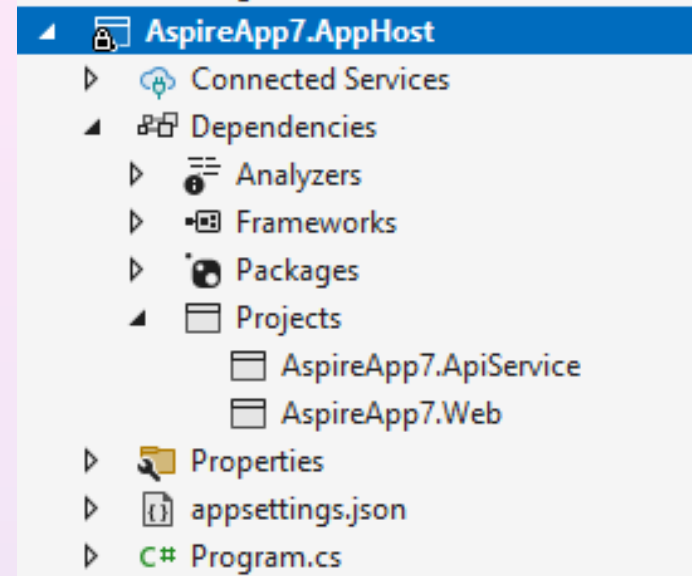 AspireApp7.AppHost
Connected Services
Dependencies
Analyzers
Frameworks
Packages
Projects
AspireApp7.ApiService
AspireApp7.Web
Properties
appsettings.json
C# Program.cs